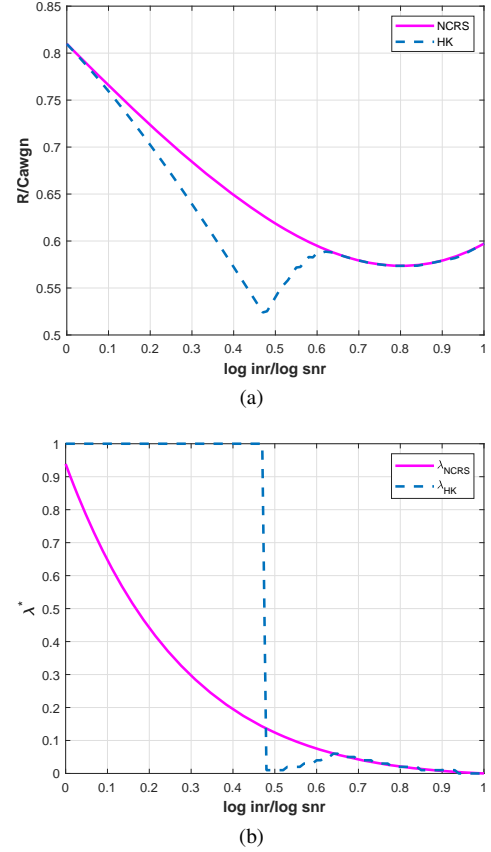 0.85
0.8
0.75
0.7
0.65
0.6
0.55
0.5
R/Cawgn
NCRS
HK
0 0.1 0.2 0.3 0.4 0.5 0.6 0.7 0.8 0.9 1
log inr/log snr
(a)
1
0.9
0.8
0.7
0.6
0.5
0.4
0.3
0.2
0.1
0
λ*
λNCRS
λHK
0 0.1 0.2 0.3 0.4 0.5 0.6 0.7 0.8 0.9 1
log inr/log snr
(b)